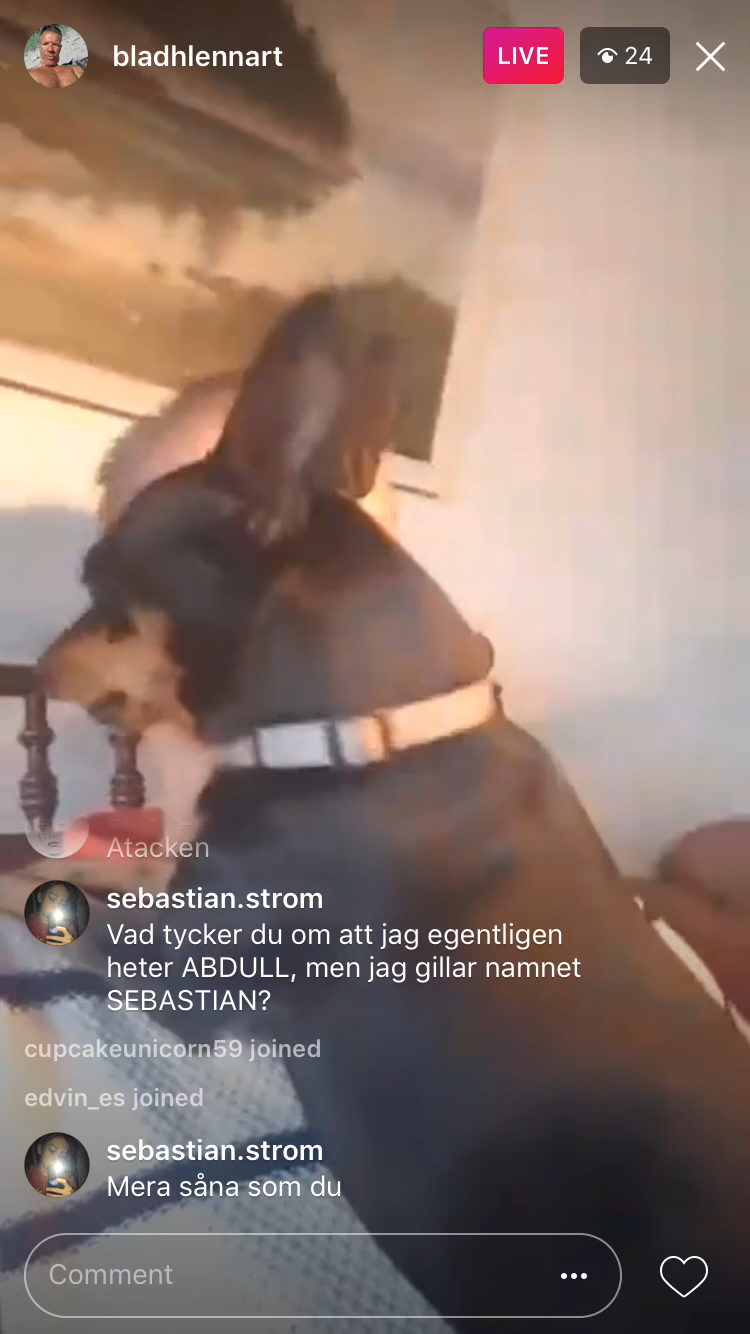 bladhlennart
LIVE
24
Atacken
sebastian.strom
Vad tycker du om att jag egentligen
heter ABDULL, men jag gillar namnet
SEBASTIAN?
cupcakeunicorn59 joined
edvin_es joined
sebastian.strom
Mera såna som du
Comment